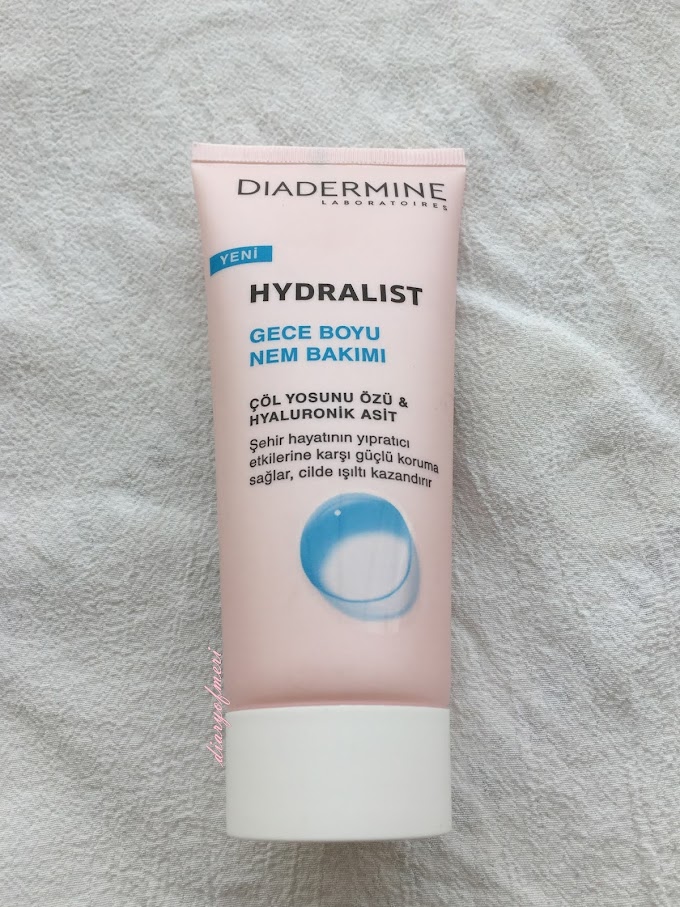 DIADERMINE
LABORATOIRES
YENİ
HYDRALIST
GECE BOYU
NEM BAKIMI
ÇÖL YOSUNU ÖZÜ &
HYALURONİK ASİT
Şehir hayatının yıpratıcı
etkilerine karşı güçlü koruma
sağlar, cilde ışıltı kazandırır
diaryofmeri